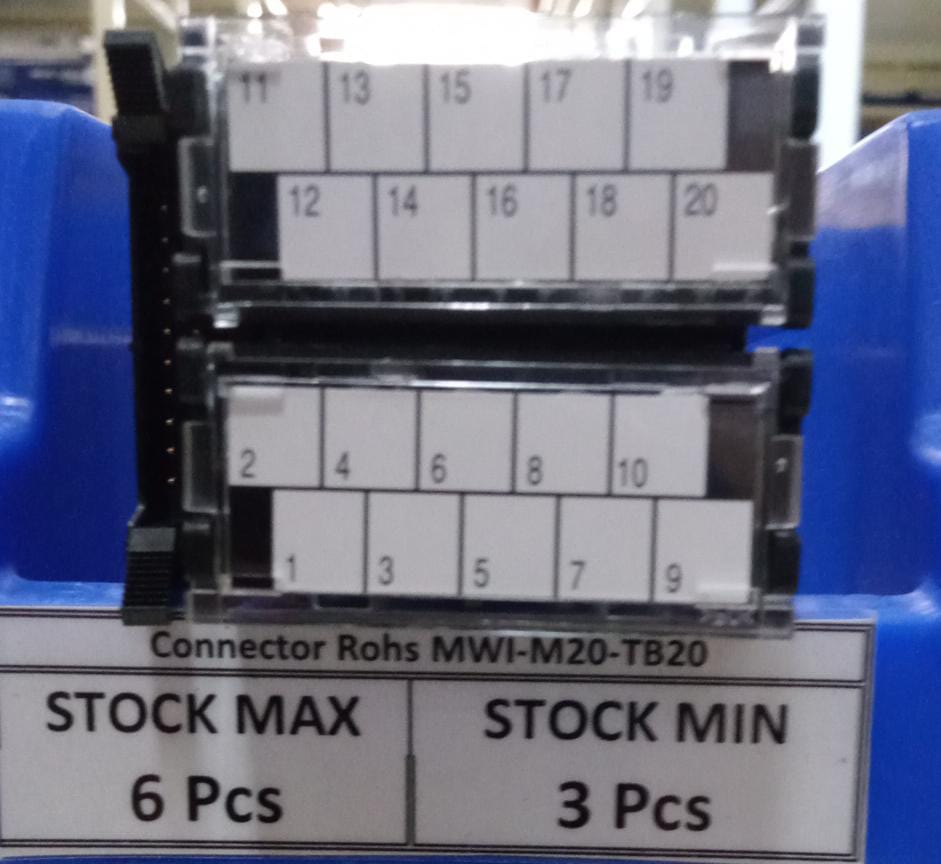 11 13 15 17 19
12 14 16 18 20
2 4 6 8 10
1 3 5 7 9
Connector Rohs MWI-M20-TB20
STOCK MAX STOCK MIN
6 Pcs 3 Pcs